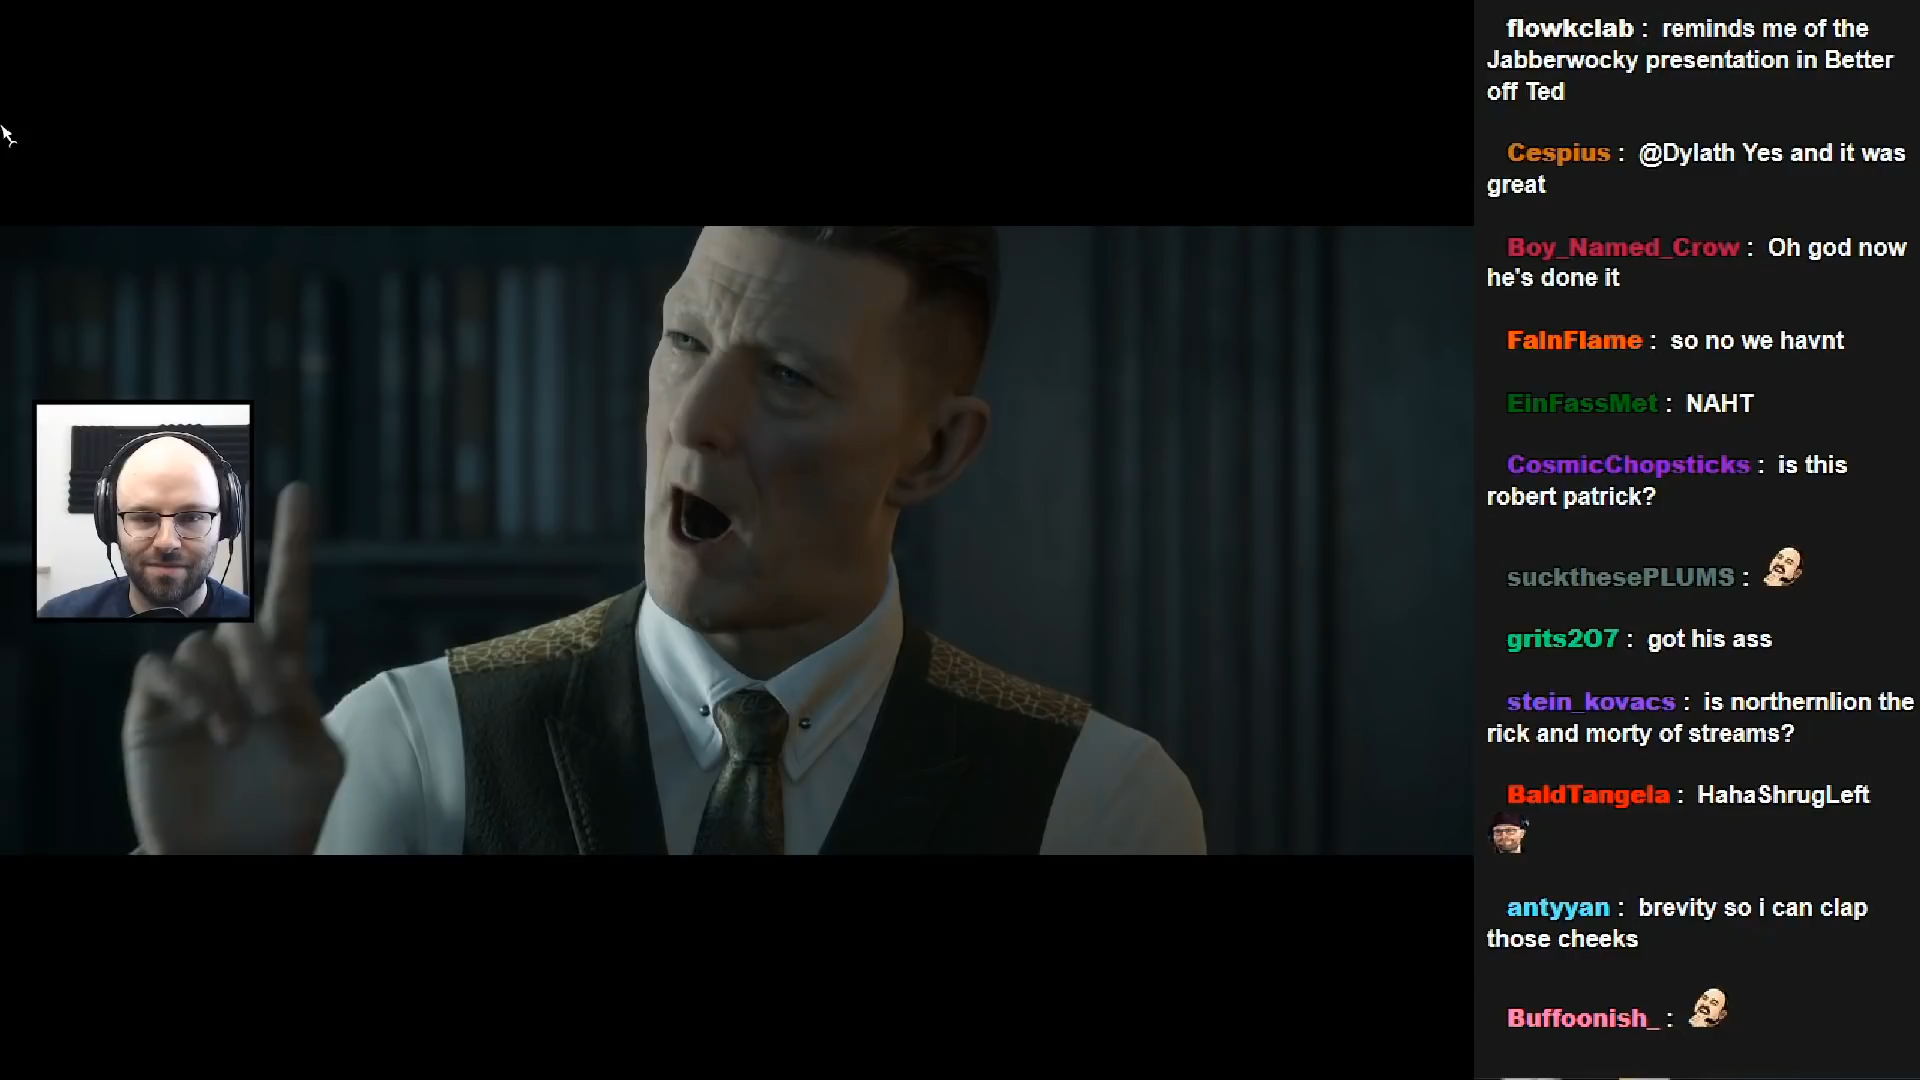 flowkclab : reminds me of the
Jabberwocky presentation in Better
off Ted
Cespius : @Dylath Yes and it was
great
Boy_Named_Crow : Oh god now
he's done it
FalnFlame : so no we havnt
EinFassMet : NAHT
CosmicChopsticks : is this
robert patrick?
suckthesePLUMS :
grits207 : got his ass
stein_kovacs : is northernlion the
rick and morty of streams?
BaldTangela : HahaShrugLeft
antyyan : brevity so i can clap
those cheeks
Buffoonish_ :